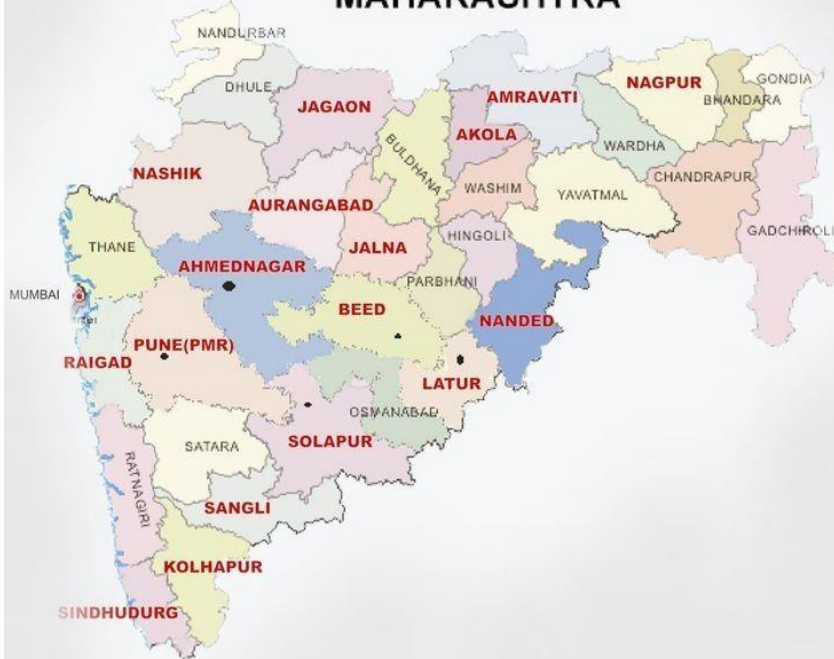 MAHARASHTRA
NANDURBAR
DHULE
JAGAON
BULDHANA
AKOLA
AMRAVATI
NAGPUR
BHANDARA
GONDIA
WARDHA
NASHIK
AURANGABAD
JALNA
WASHIM
YAVATMAL
CHANDRAPUR
GADCHIROLI
THANE
AHMEDNAGAR
HINGOLI
PARBHANI
MUMBAI
BEED
NANDED
RAIGAD
PUNE(PMR)
LATUR
OSMANABAD
SOLAPUR
SATARA
RATNAGIRI
SANGLI
KOLHAPUR
SINDHUDURG